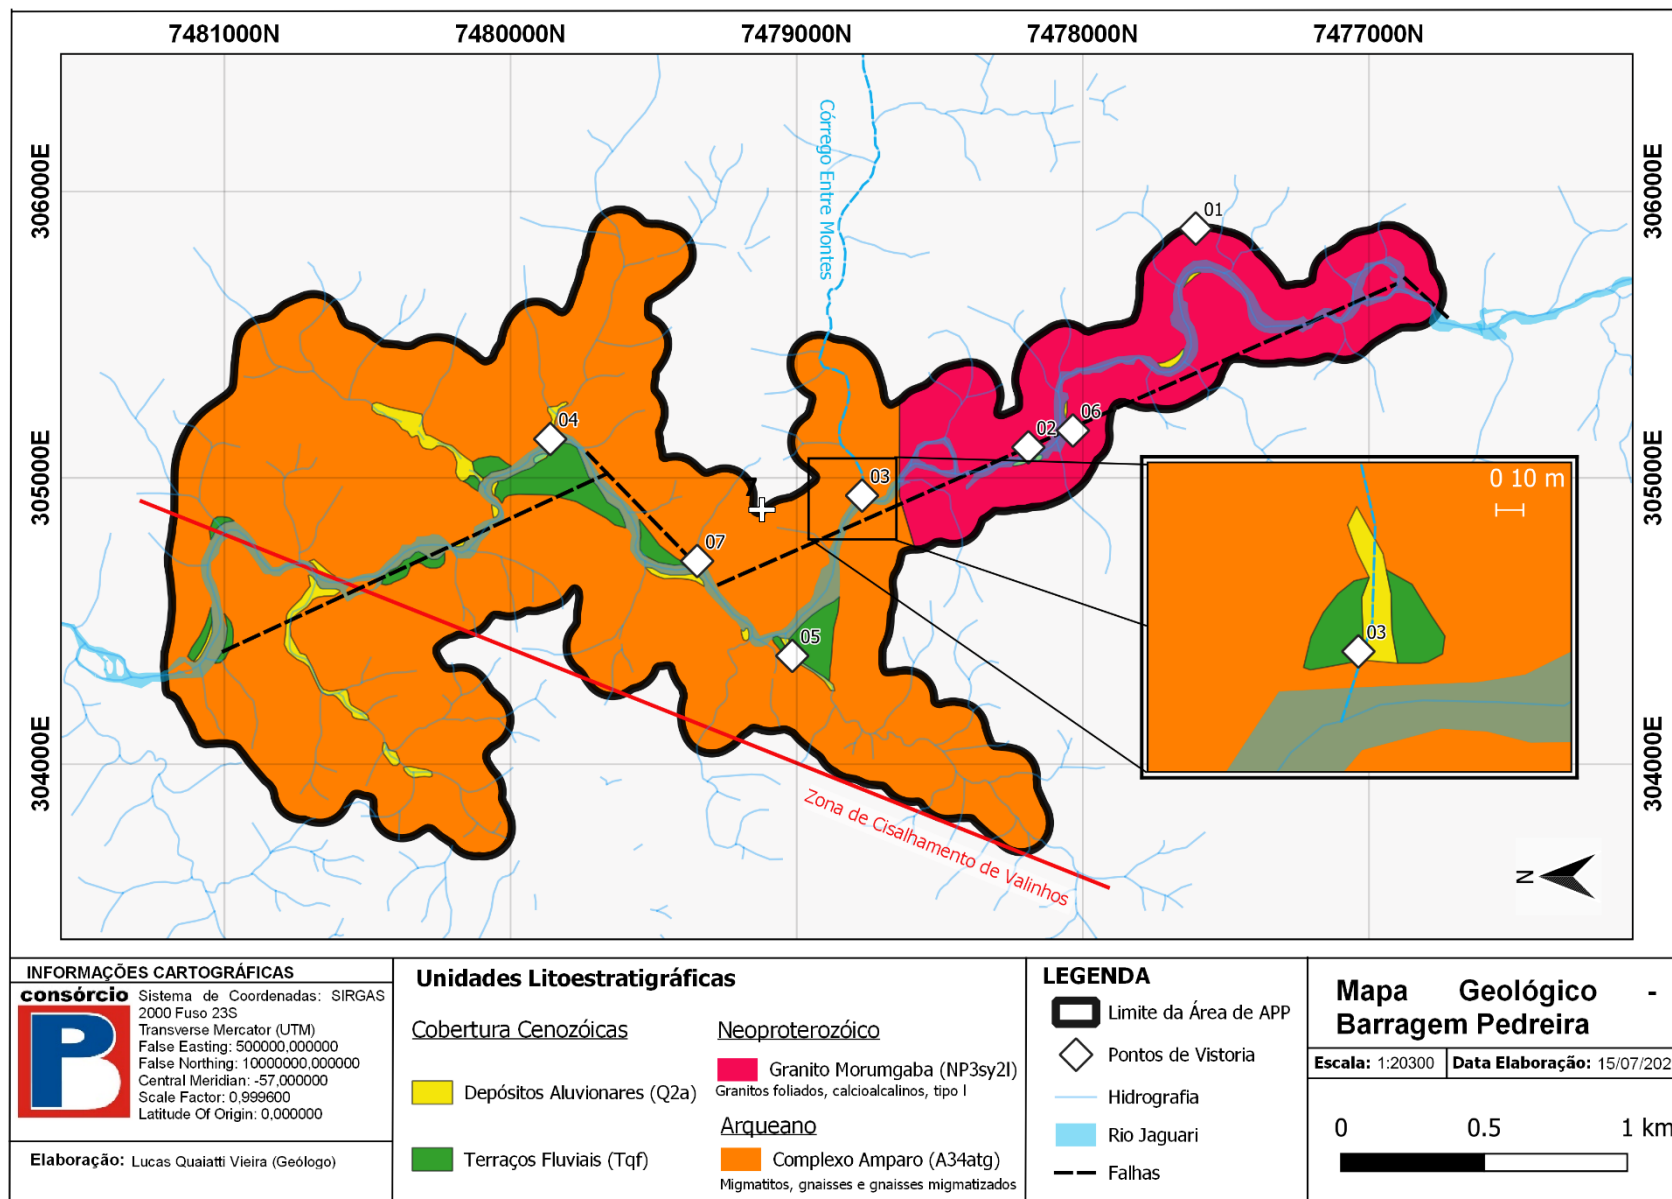 7481000N
7480000N
7479000N
7478000N
7477000N
306000E
305000E
304000E
306000E
305000E
304000E
Córrego Entre Montes
01
02
06
03
04
07
05
0 10 m
03
Zona de Cisalhamento de Valinhos
N
INFORMAÇÕES CARTOGRÁFICAS
consórcio
PB
Sistema de Coordenadas: SIRGAS
2000 Fuso 23S
Transverse Mercator (UTM)
False Easting: 500000,000000
False Northing: 10000000,000000
Central Meridian: -57,000000
Scale Factor: 0,999600
Latitude Of Origin: 0,000000
Elaboração: Lucas Quaiatti Vieira (Geólogo)
Unidades Litoestratigráficas
Cobertura Cenozóicas
Depósitos Aluvionares (Q2a)
Terraços Fluviais (Tqf)
Neoproterozóico
Granito Morumgaba (NP3sy2l)
Granitos foliados, calcioalcalinos, tipo I
Arqueano
Complexo Amparo (A34atg)
Migmatitos, gnaisses e gnaisses migmatizados
LEGENDA
Limite da Área de APP
Pontos de Vistoria
Hidrografia
Rio Jaguari
Falhas
Mapa Geológico -
Barragem Pedreira
Escala: 1:20300
Data Elaboração: 15/07/202
0 0.5 1 km